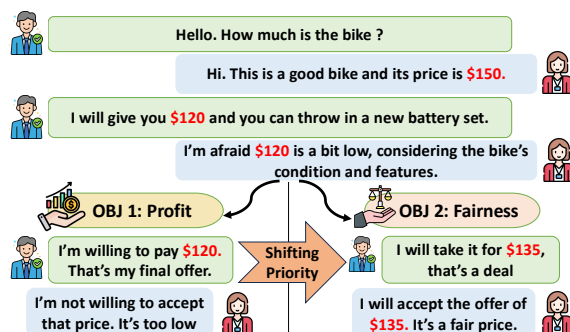 Hello. How much is the bike ?
Hi. This is a good bike and its price is $150.
I will give you $120 and you can throw in a new battery set.
I'm afraid $120 is a bit low, considering the bike's
condition and features.
OBJ 1: Profit
OBJ 2: Fairness
I'm willing to pay $120.
That's my final offer.
Shifting
Priority
I will take it for $135,
that's a deal
I'm not willing to accept
that price. It's too low
I will accept the offer of
$135. It's a fair price.